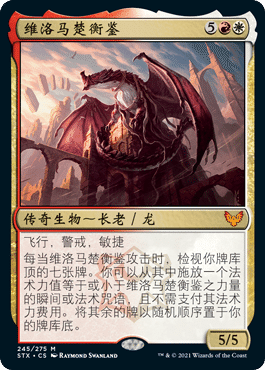 维洛马楚衡鉴 5
传奇生物～长老／龙
飞行，警戒，敏捷
每当维洛马楚衡鉴攻击时，检视你牌库
顶的七张牌。你可以从其中施放一个法
术力值等于或小于维洛马楚衡鉴之力量
的瞬间或法术咒语，且不需支付其法术
力费用。将其余的牌以随机顺序置于你
的牌库底。
5/5
245/275 M
STX • CS RAYMOND SWANLAND
™ & © 2021 Wizards of the Coast